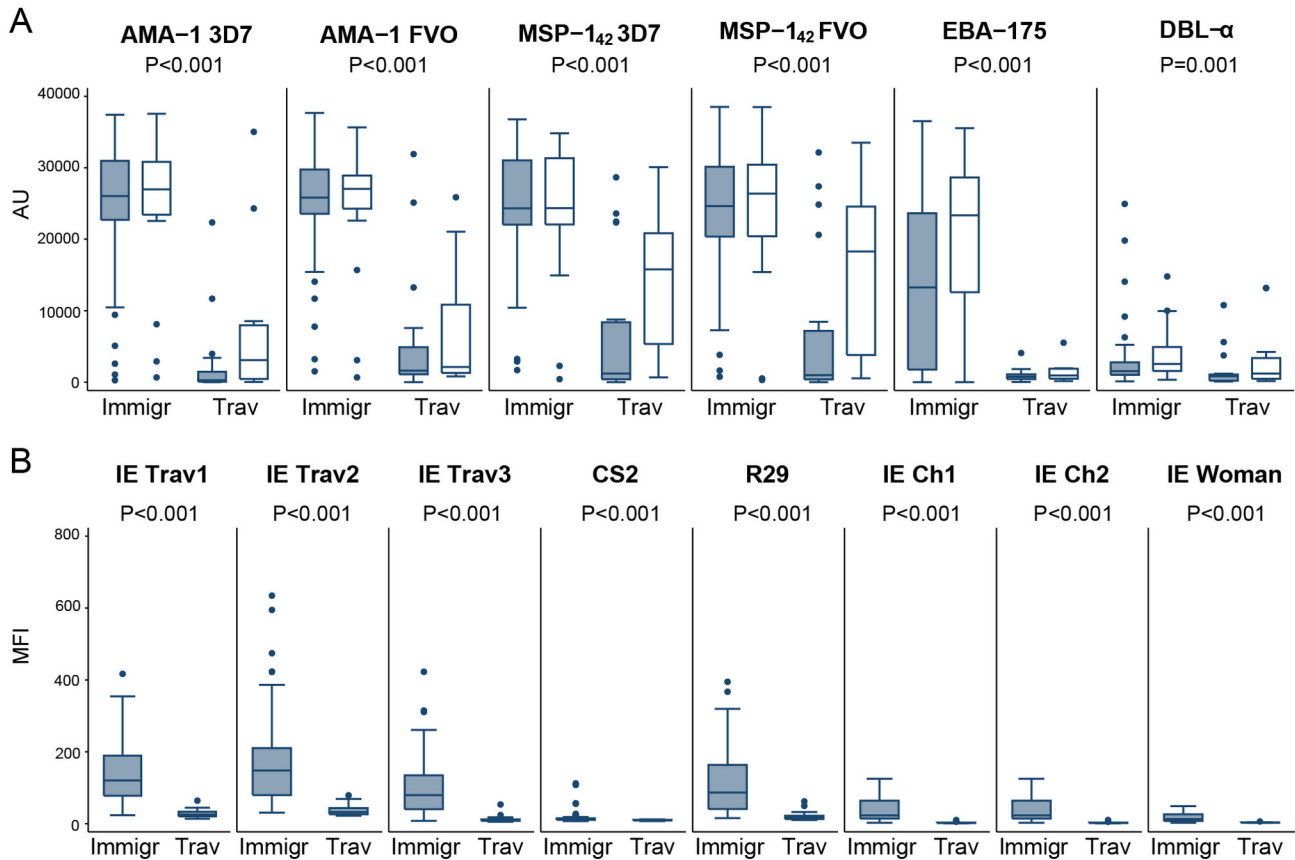 A
AMA−1 3D7 AMA−1 FVO MSP−1₄₂ 3D7 MSP−1₄₂ FVO EBA−175 DBL−α
P<0.001 P<0.001 P<0.001 P<0.001 P<0.001 P=0.001
40000
30000
20000
10000
0
AU
Immigr Trav Immigr Trav Immigr Trav Immigr Trav Immigr Trav Immigr Trav
B
IE Trav1 IE Trav2 IE Trav3 CS2 R29 IE Ch1 IE Ch2 IE Woman
P<0.001 P<0.001 P<0.001 P<0.001 P<0.001 P<0.001 P<0.001 P<0.001
800
600
400
200
0
MFI
Immigr Trav Immigr Trav Immigr Trav Immigr Trav Immigr Trav Immigr Trav Immigr Trav Immigr Trav